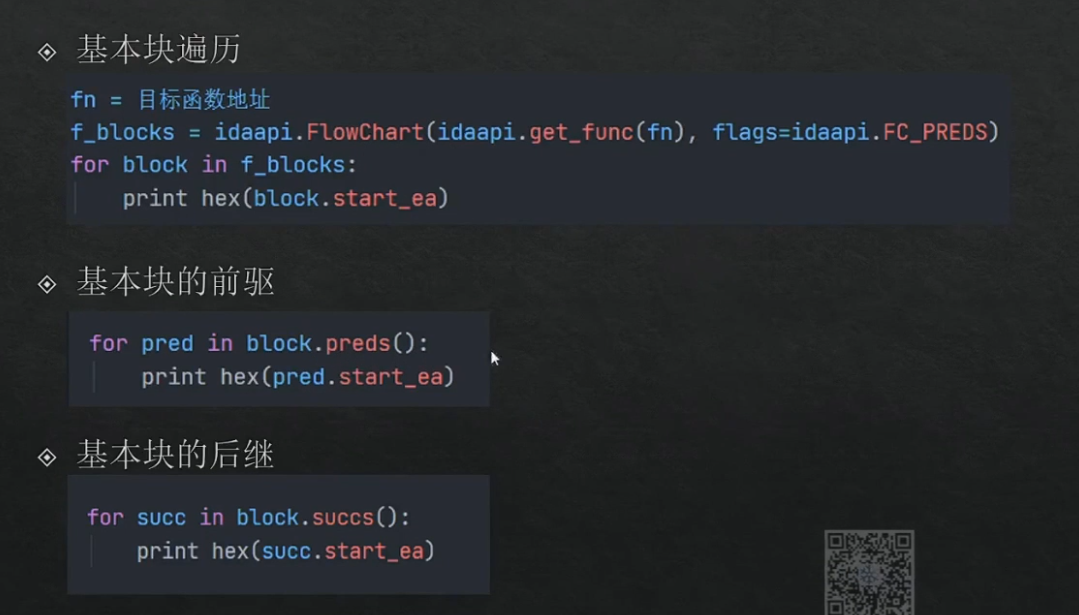 基本块遍历
fn = 目标函数地址
f_blocks = idaapi.FlowChart(idaapi.get_func(fn), flags=idaapi.FC_PREDS)
for block in f_blocks:
    print hex(block.start_ea)
基本块的前驱
for pred in block.preds():
    print hex(pred.start_ea)
基本块的后继
for succ in block.succs():
    print hex(succ.start_ea)